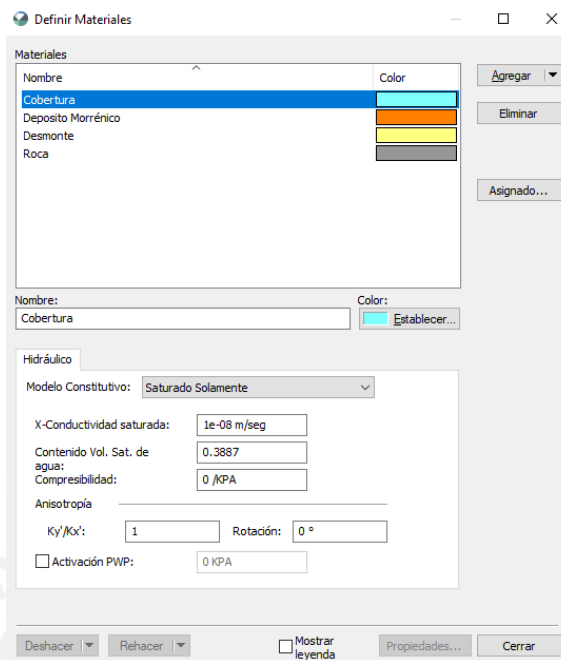 Definir Materiales
Materiales
Nombre Color
Cobertura
Deposito Morrénico
Desmonte
Roca
Agregar
Eliminar
Asignado...
Nombre: Color:
Cobertura Establecer...
Hidráulico
Modelo Constitutivo: Saturado Solamente
X-Conductividad saturada: 1e-08 m/seg
Contenido Vol. Sat. de
agua: 0.3887
Compresibilidad: 0 /KPA
Anisotropía
Ky'/Kx': 1 Rotación: 0 °
Activación PWP: 0 KPA
Deshacer Rehacer Mostrar
leyenda Propiedades... Cerrar